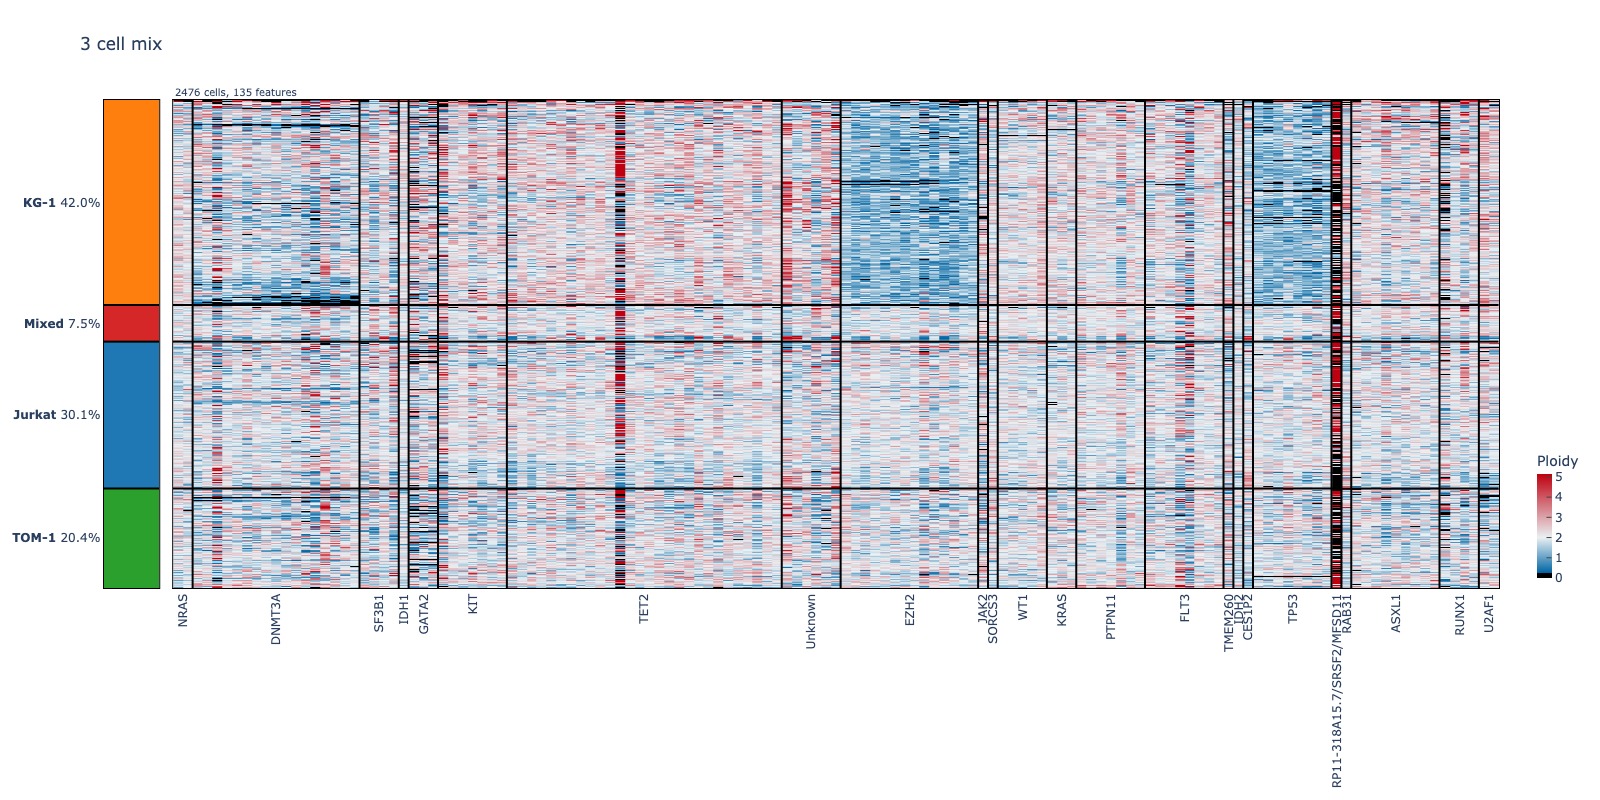 3 cell mix
2476 cells, 135 features
KG-1 42.0%
Mixed 7.5%
Jurkat 30.1%
TOM-1 20.4%
Ploidy
5
4
3
2
1
0
NRAS
DNMT3A
SF3B1
IDH1
GATA2
KIT
TET2
Unknown
EZH2
JAK2
SORCS3
WT1
KRAS
PTPN11
FLT3
TMEM260
IDH2
CES1P2
TP53
RP11-318A15.7/SRSF2/MFSD11
RAB31
ASXL1
RUNX1
U2AF1